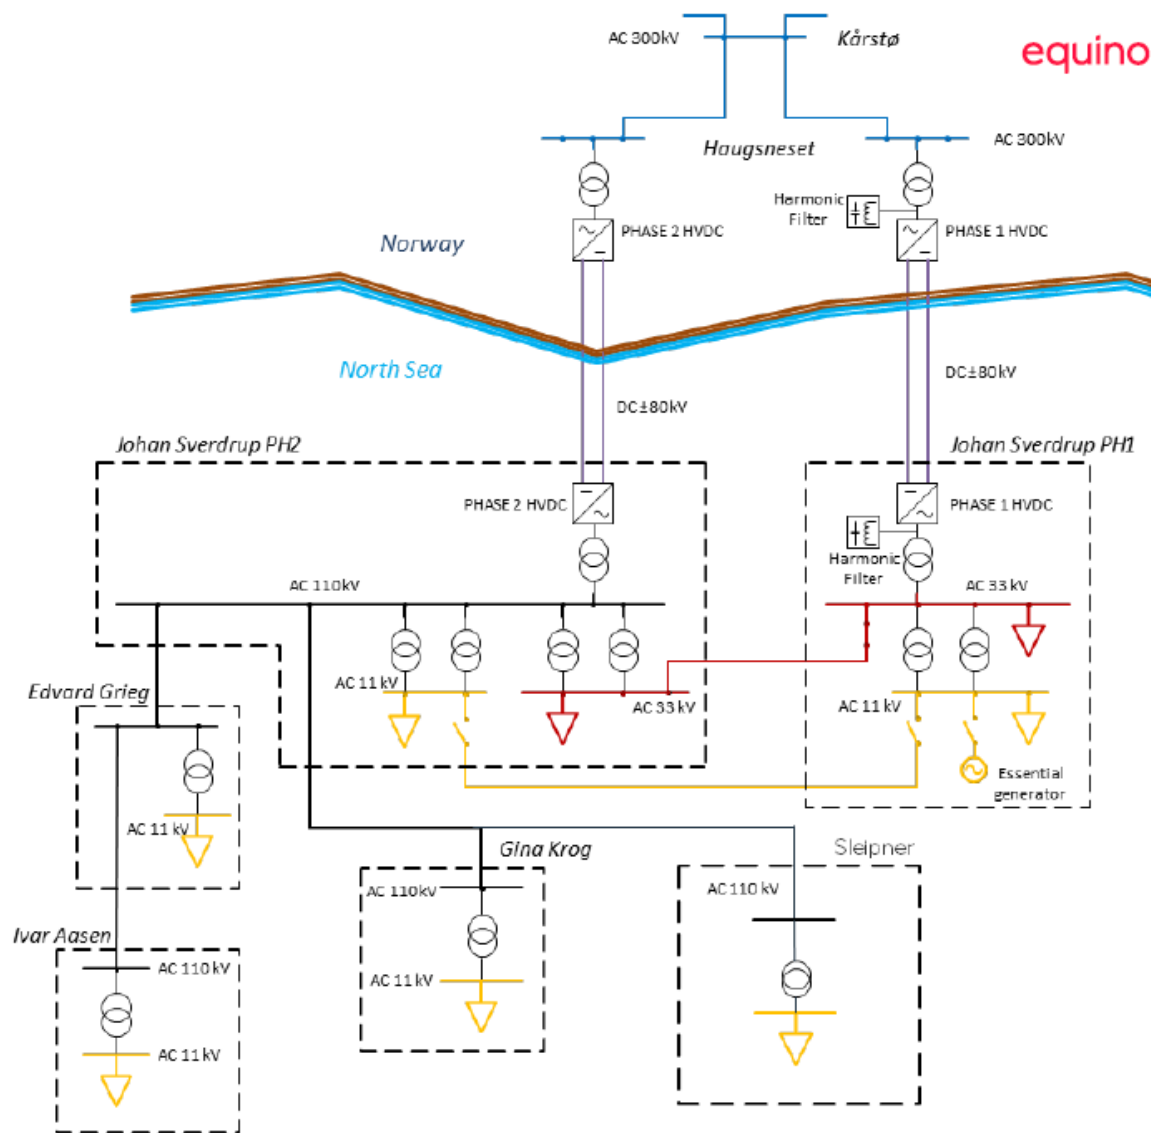 AC 300kV
Kårstø
equino
Haugsneset
AC 300kV
Harmonic
Filter
PHASE 2 HVDC
PHASE 1 HVDC
Norway
North Sea
DC±80kV
DC±80kV
Johan Sverdrup PH2
Johan Sverdrup PH1
PHASE 2 HVDC
PHASE 1 HVDC
Harmonic
Filter
AC 110kV
AC 33 kV
Edvard Grieg
AC 11 kV
AC 33 kV
AC 11 kV
Essential
generator
AC 11 kV
Gina Krog
Sleipner
AC 110kV
AC 110 kV
Ivar Aasen
AC 110 kV
AC 11 kV
AC 11 kV